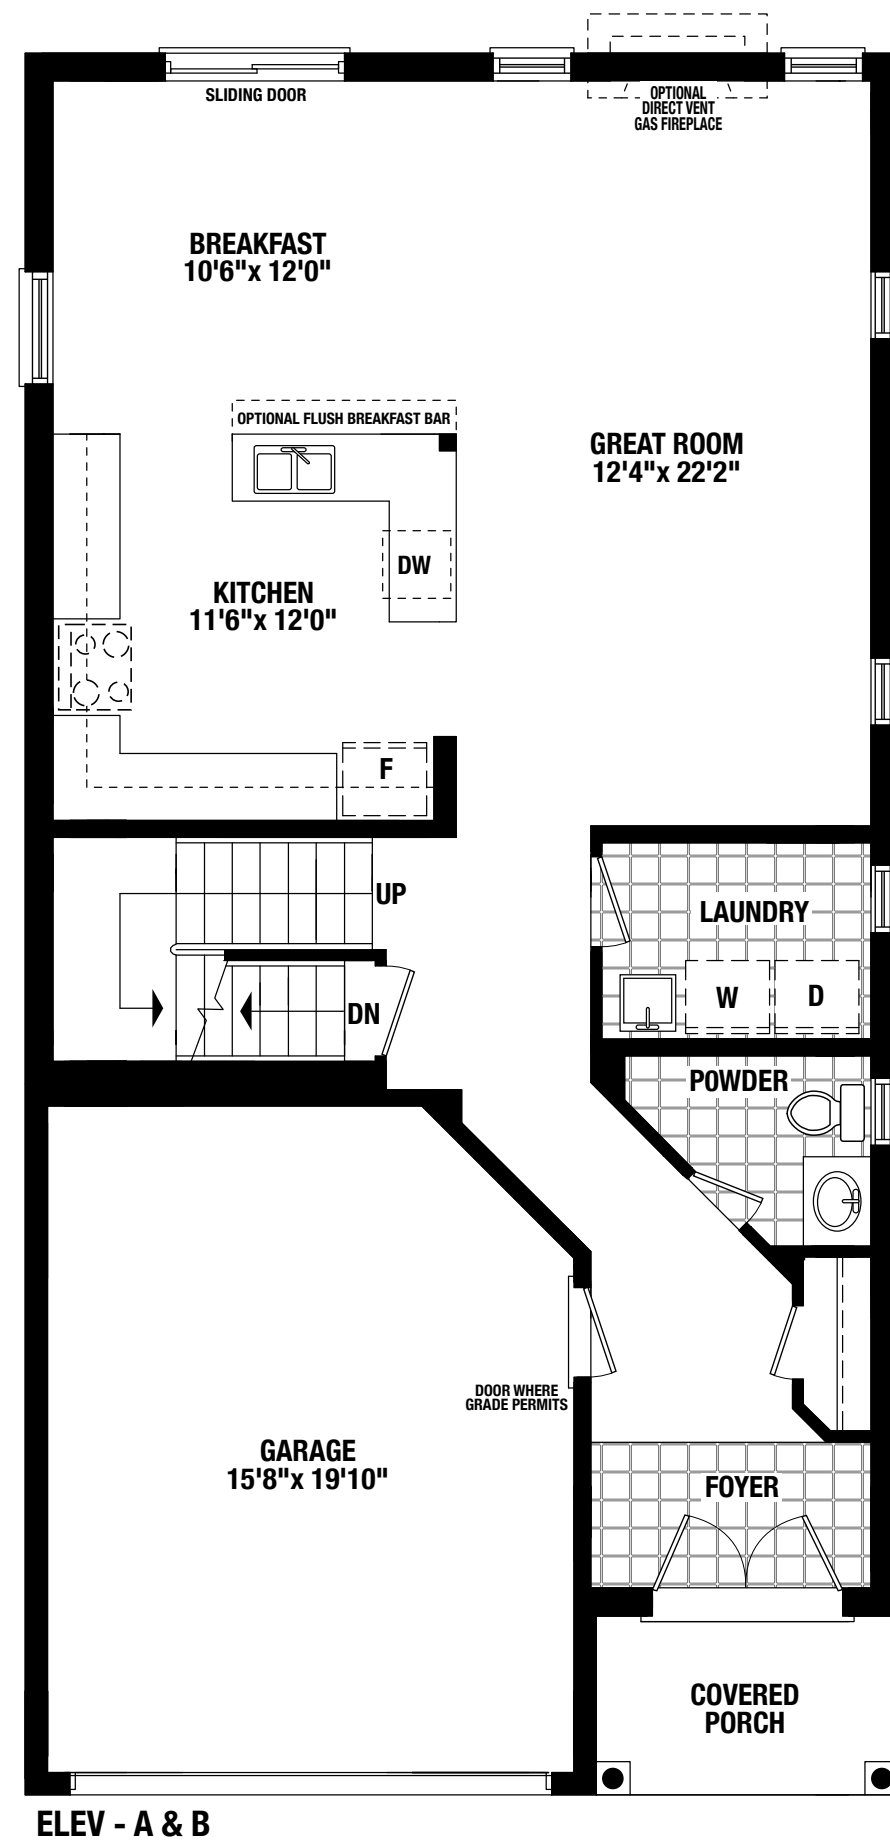 SLIDING DOOR
OPTIONAL
DIRECT VENT
GAS FIREPLACE
BREAKFAST
10'6"x 12'0"
OPTIONAL FLUSH BREAKFAST BAR
GREAT ROOM
12'4"x 22'2"
DW
KITCHEN
11'6"x 12'0"
F
UP
LAUNDRY
W
D
DN
POWDER
DOOR WHERE
GRADE PERMITS
GARAGE
15'8"x 19'10"
FOYER
COVERED
PORCH
ELEV - A & B